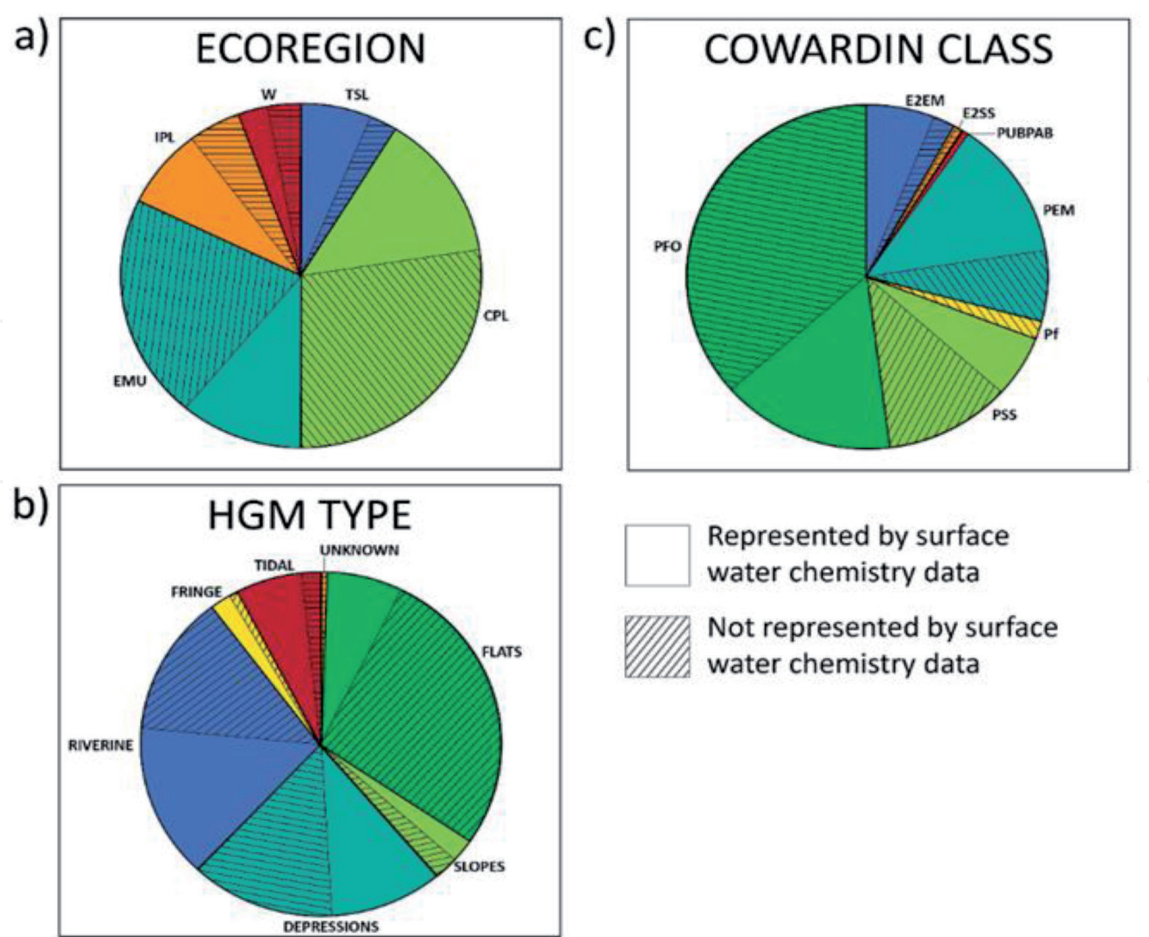 a)
ECOREGION
W
TSL
IPL
CPL
EMU
c)
COWARDIN CLASS
E2EM
E2SS
PUBPAB
PEM
PFO
Pf
PSS
b)
HGM TYPE
UNKNOWN
TIDAL
FRINGE
FLATS
RIVERINE
SLOPES
DEPRESSIONS
Represented by surface
water chemistry data
Not represented by surface
water chemistry data